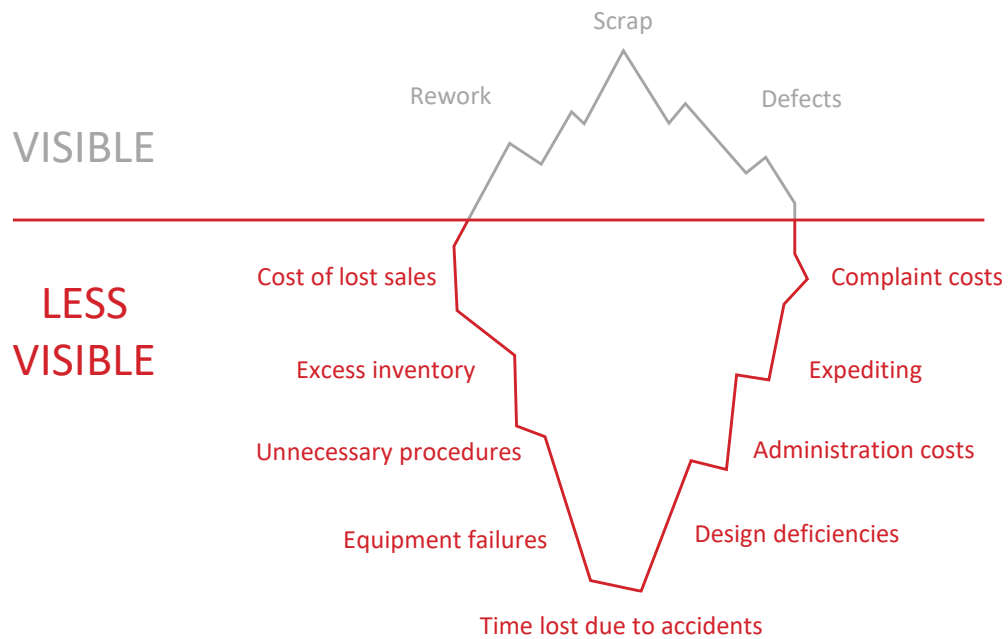 Scrap
Rework
Defects
VISIBLE
Cost of lost sales
Complaint costs
LESS
VISIBLE
Excess inventory
Expediting
Unnecessary procedures
Administration costs
Equipment failures
Design deficiencies
Time lost due to accidents